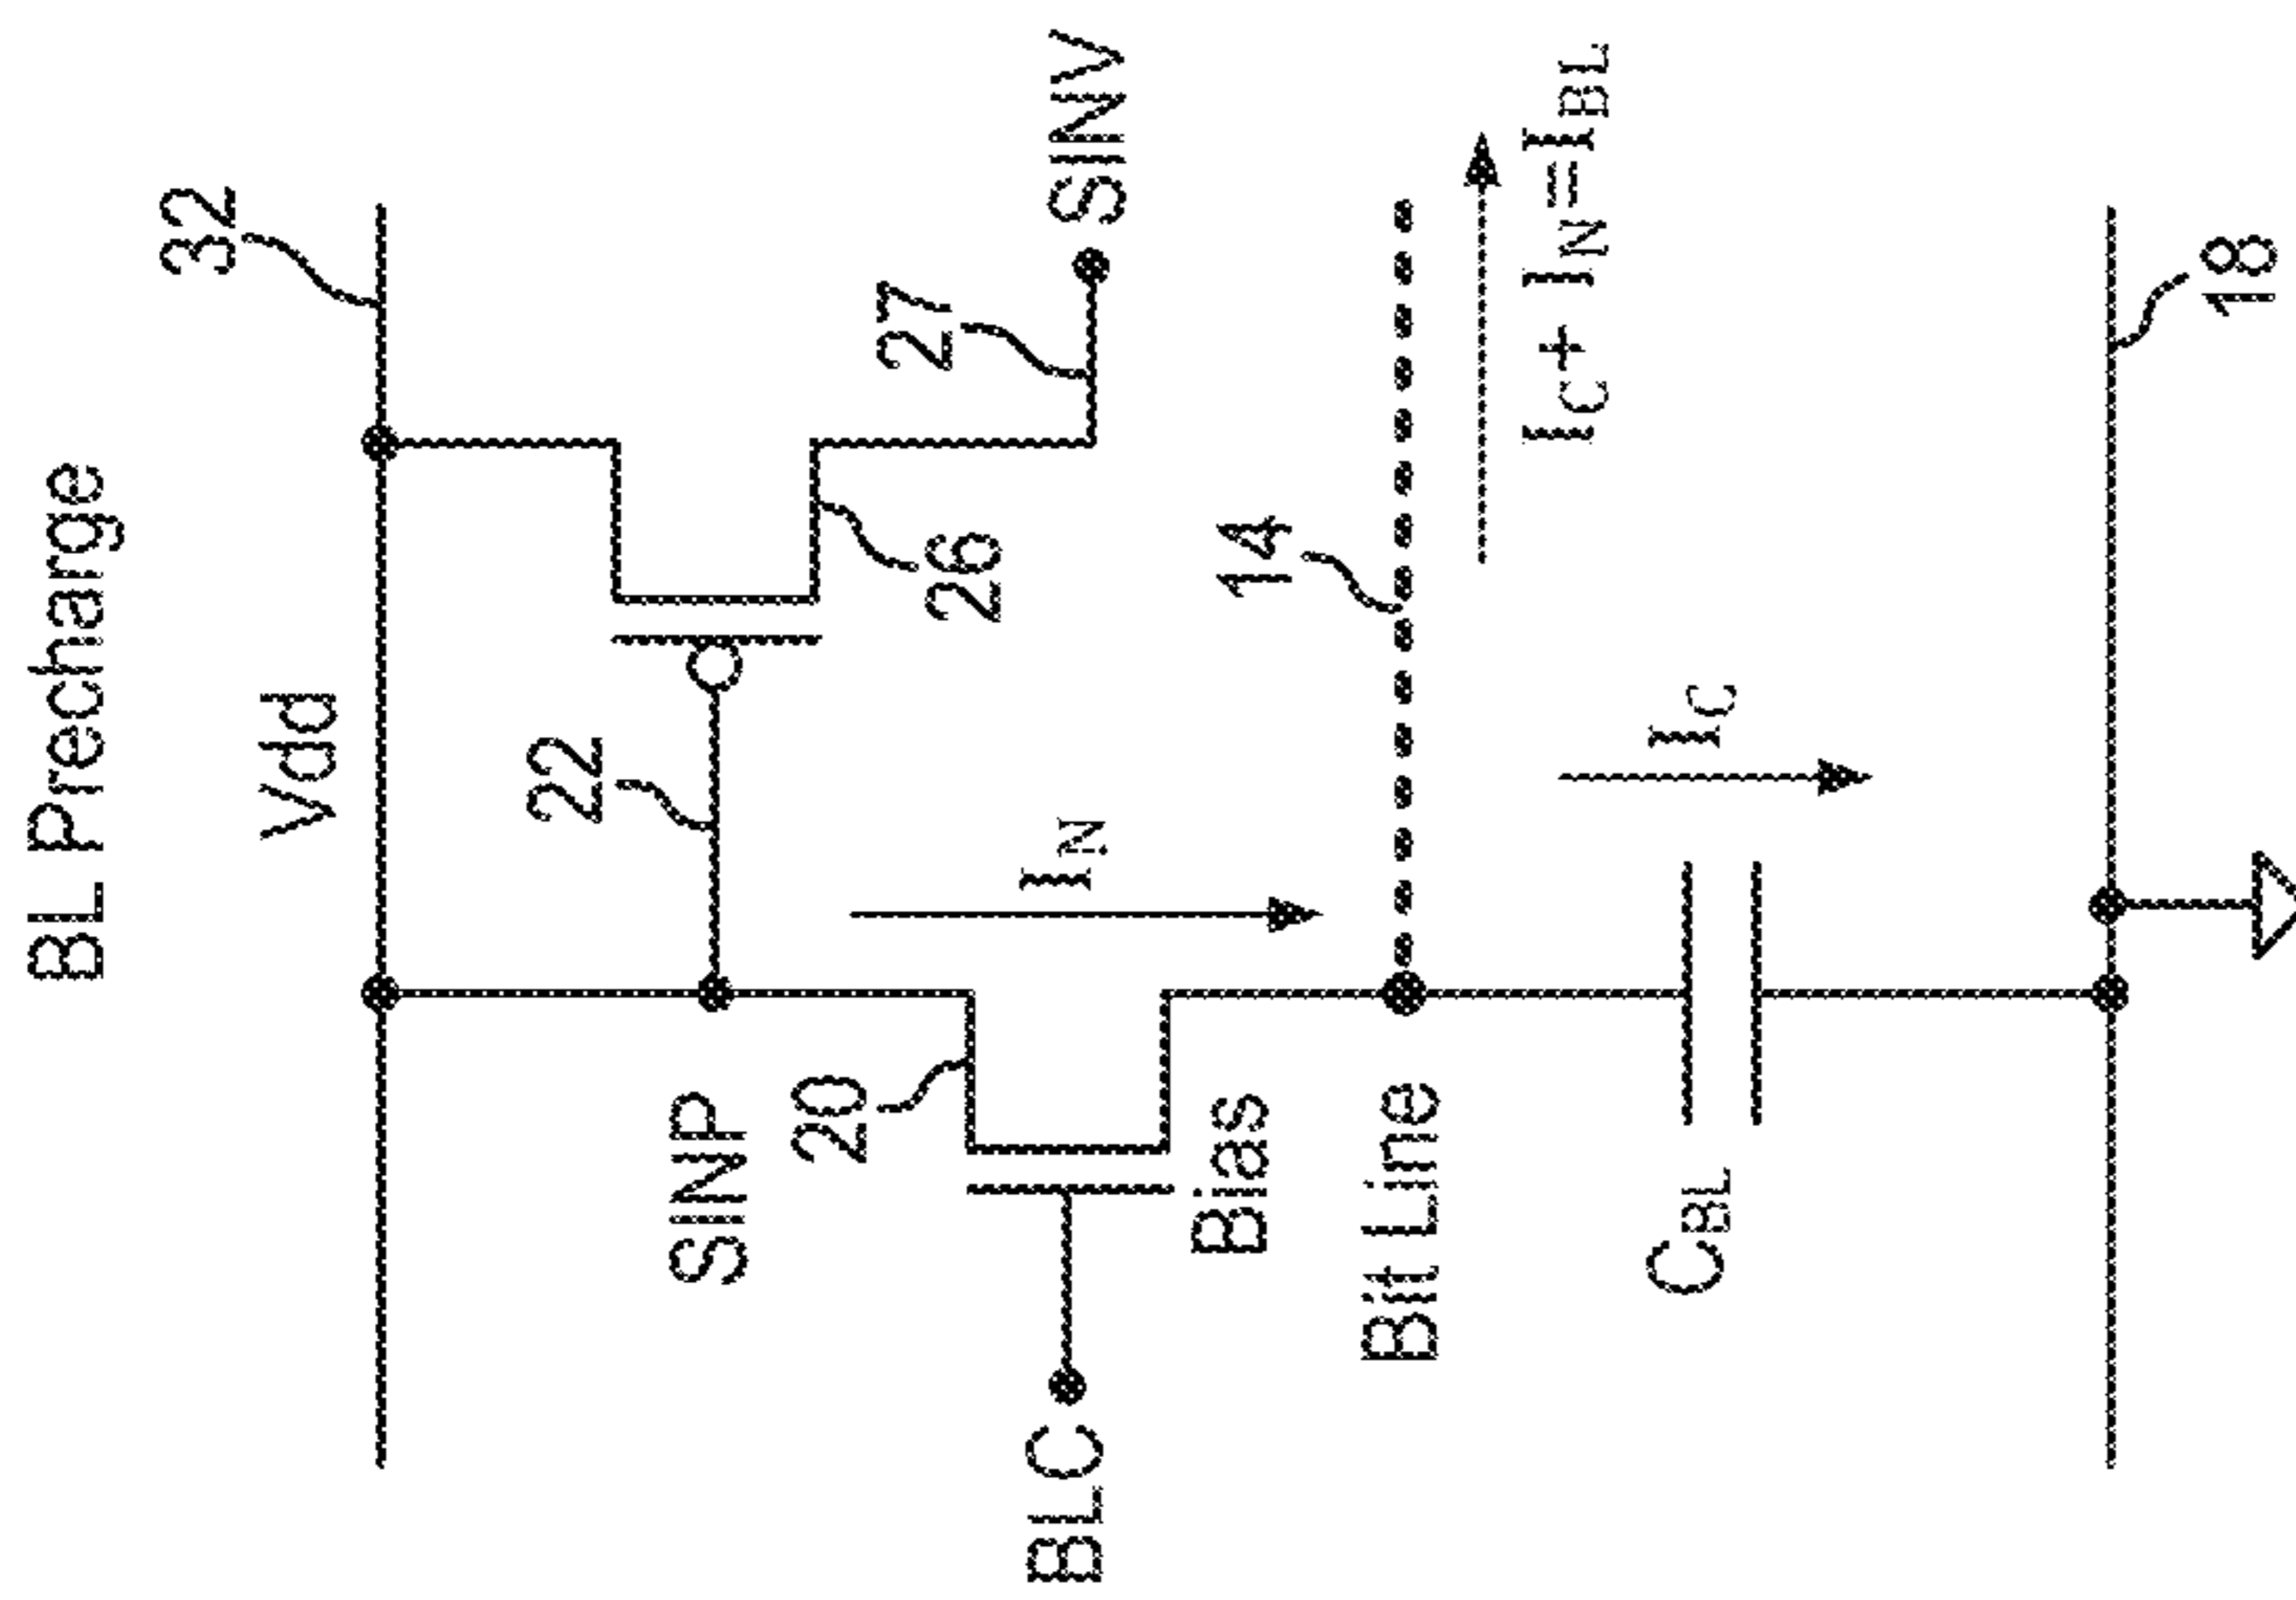 BL Precharge
32
Vdd
22
SINP
20
26
27
SINV
I_N
BLC
Bias
14
Bit Line
I_C + I_N=I_BL
I_C
C_BL
18